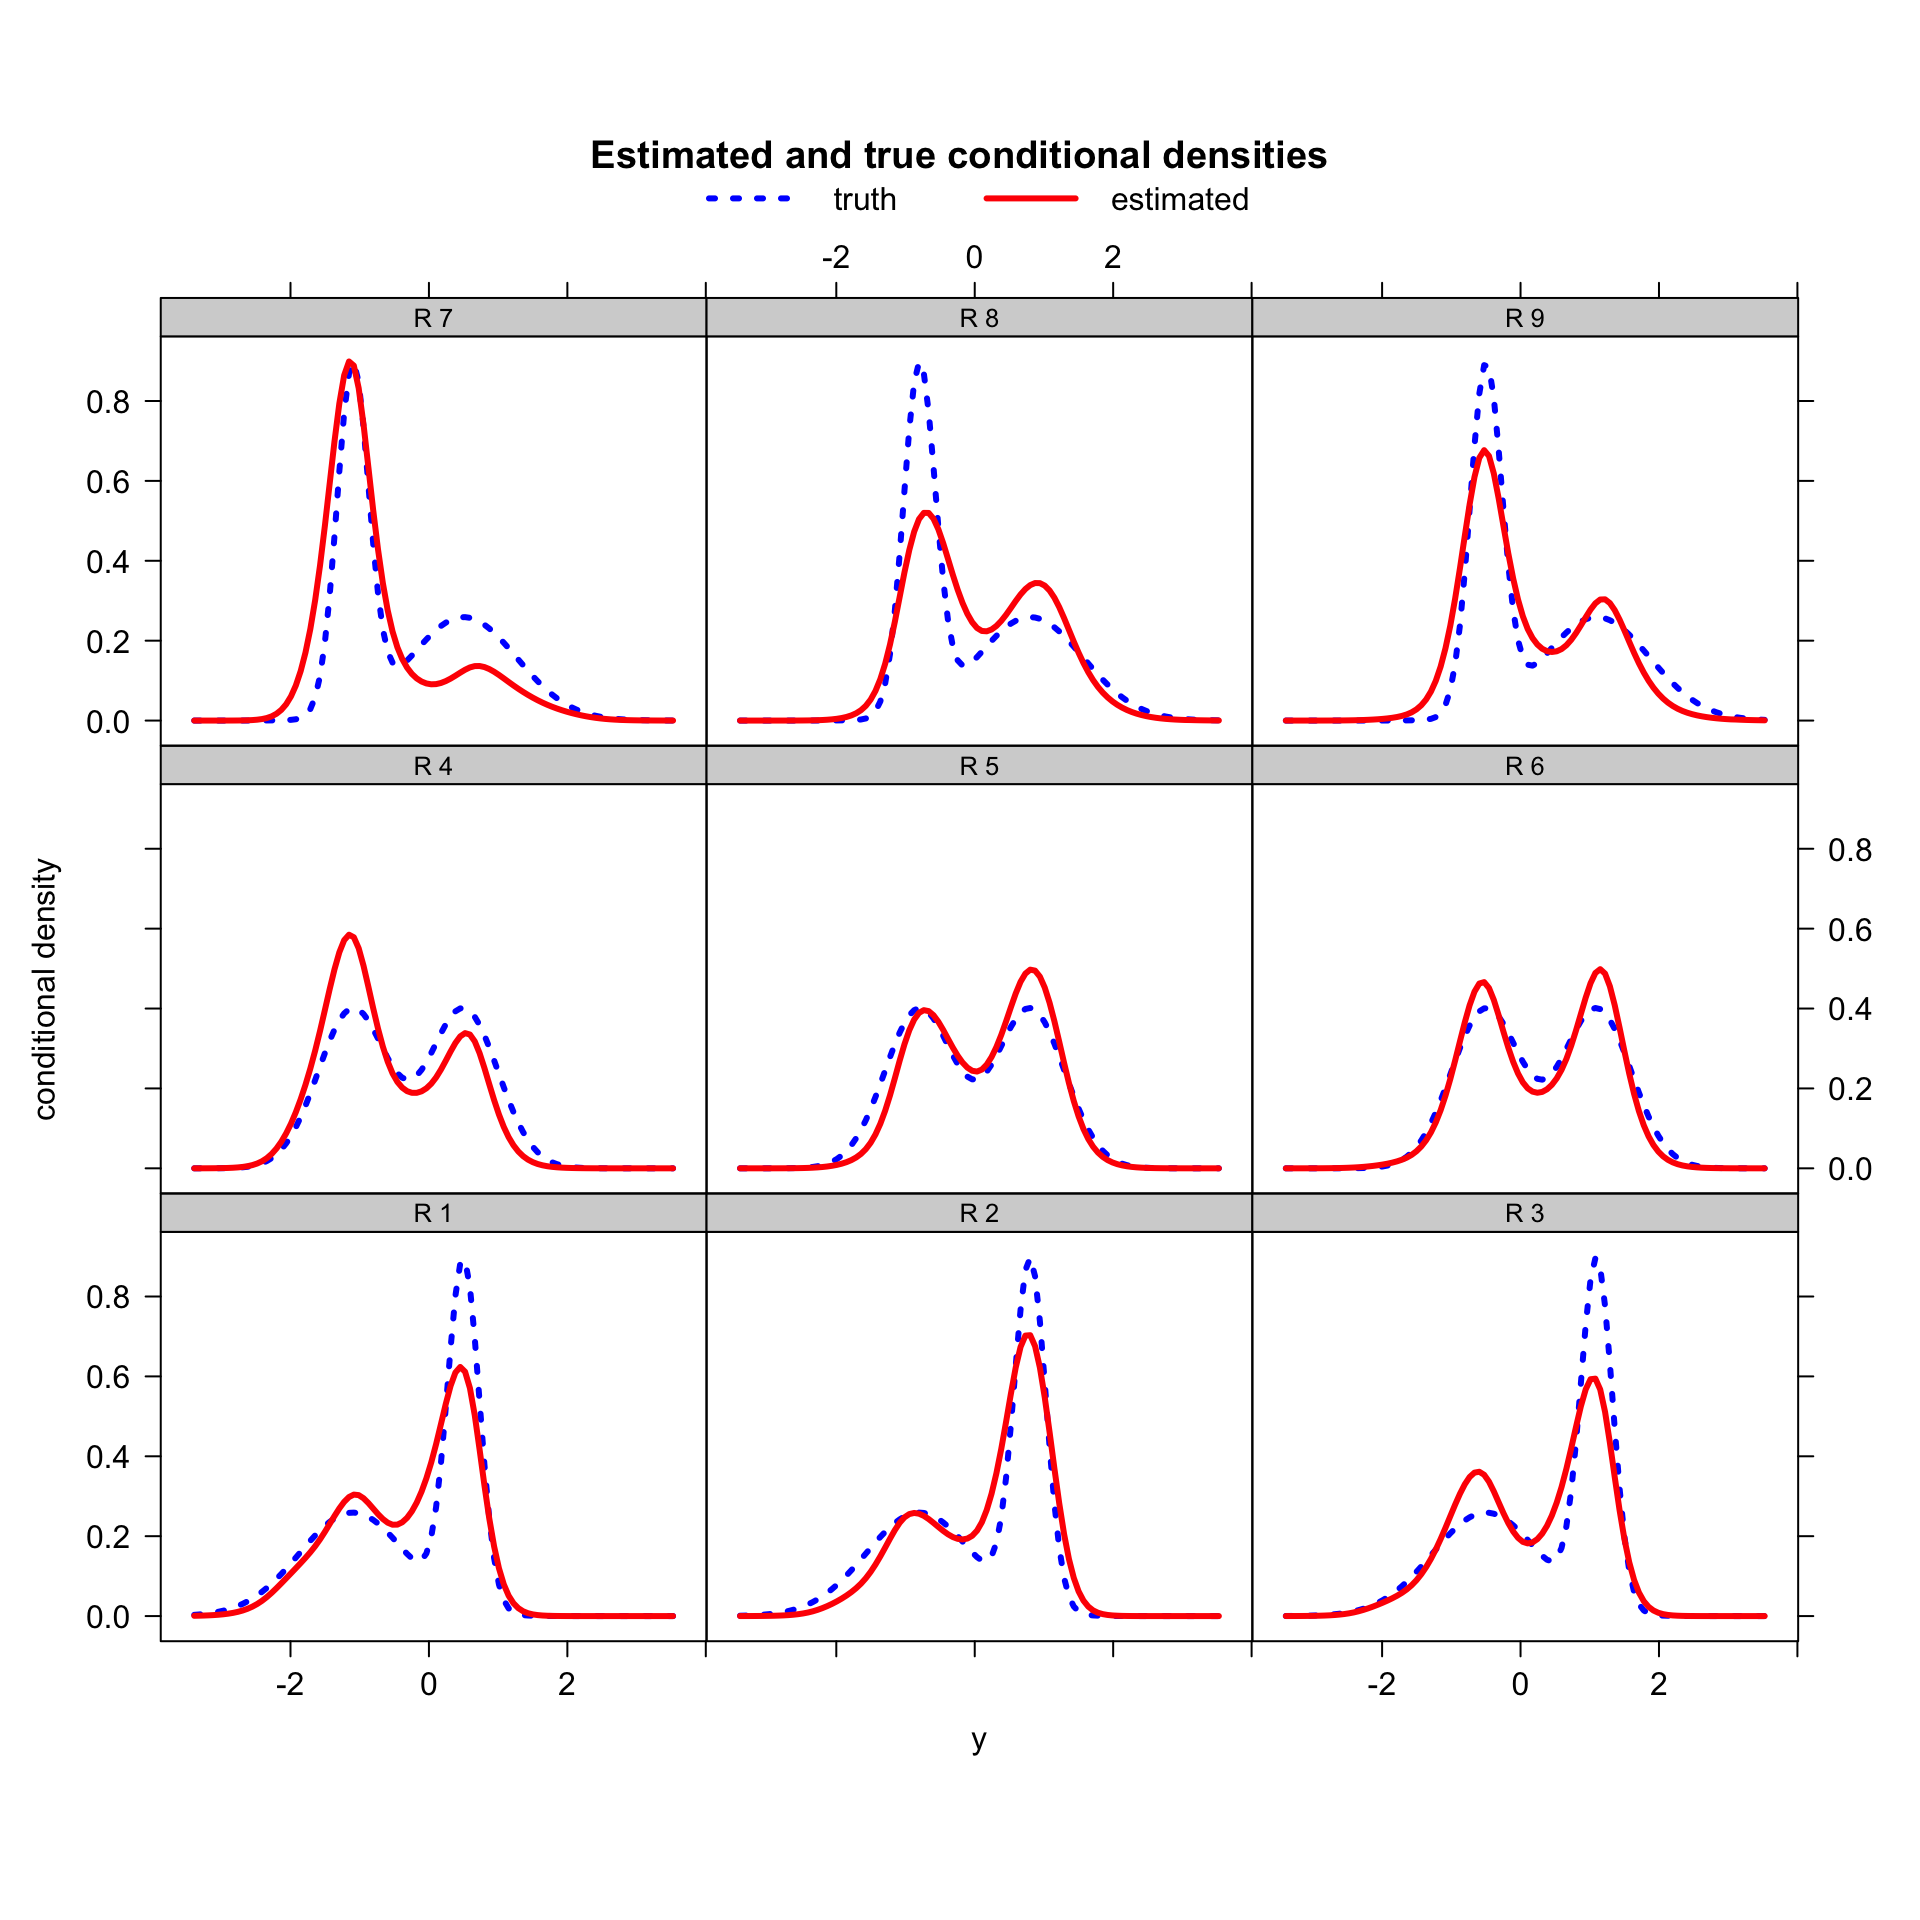 Estimated and true conditional densities
truth estimated
-2 0 2
R 7 R 8 R 9
0.8
0.6
0.4
0.2
0.0
R 4 R 5 R 6
conditional density
0.8
0.6
0.4
0.2
0.0
R 1 R 2 R 3
0.8
0.6
0.4
0.2
0.0
-2 0 2 -2 0 2
y